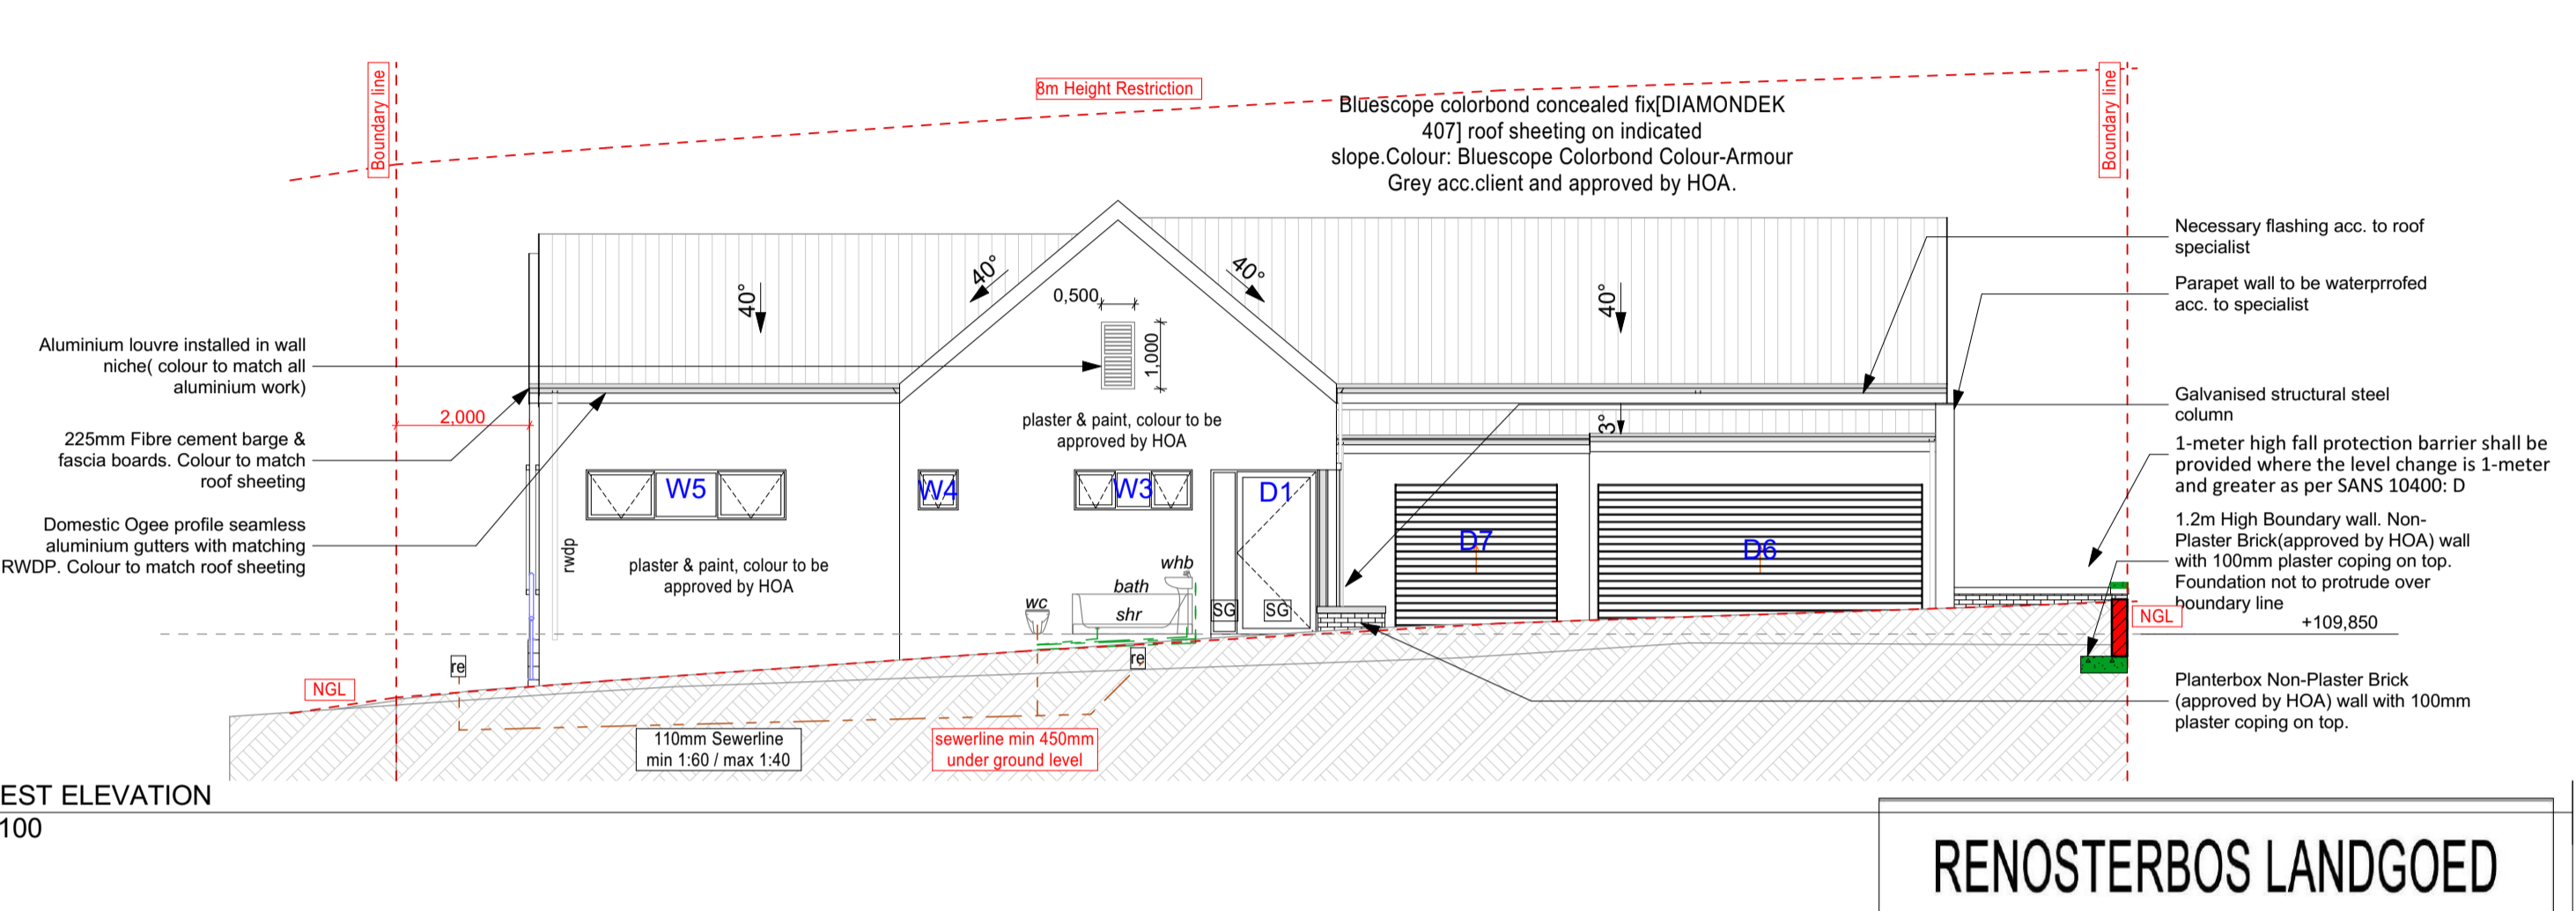 Boundary line
8m Height Restriction
Boundary line
Bluescope colorbond concealed fix[DIAMONDEK
407] roof sheeting on indicated
slope.Colour: Bluescope Colorbond Colour-Armour
Grey acc.client and approved by HOA.
Necessary flashing acc. to roof
specialist
Parapet wall to be waterprrofed
acc. to specialist
Galvanised structural steel
column
1-meter high fall protection barrier shall be
provided where the level change is 1-meter
and greater as per SANS 10400: D
1.2m High Boundary wall. Non-
Plaster Brick(approved by HOA) wall
with 100mm plaster coping on top.
Foundation not to protrude over
boundary line
NGL
+109,850
Planterbox Non-Plaster Brick
(approved by HOA) wall with 100mm
plaster coping on top.
40°
40°
40°
40°
3°
0,500
1,000
Aluminium louvre installed in wall
niche( colour to match all
aluminium work)
2,000
225mm Fibre cement barge &
fascia boards. Colour to match
roof sheeting
Domestic Ogee profile seamless
aluminium gutters with matching
RWDP. Colour to match roof sheeting
plaster & paint, colour to be
approved by HOA
W5
W4
W3
D1
D7
D6
rwdp
plaster & paint, colour to be
approved by HOA
whb
bath
wc
shr
SG
SG
re
re
NGL
110mm Sewerline
min 1:60 / max 1:40
sewerline min 450mm
under ground level
EST ELEVATION
100
RENOSTERBOS LANDGOED